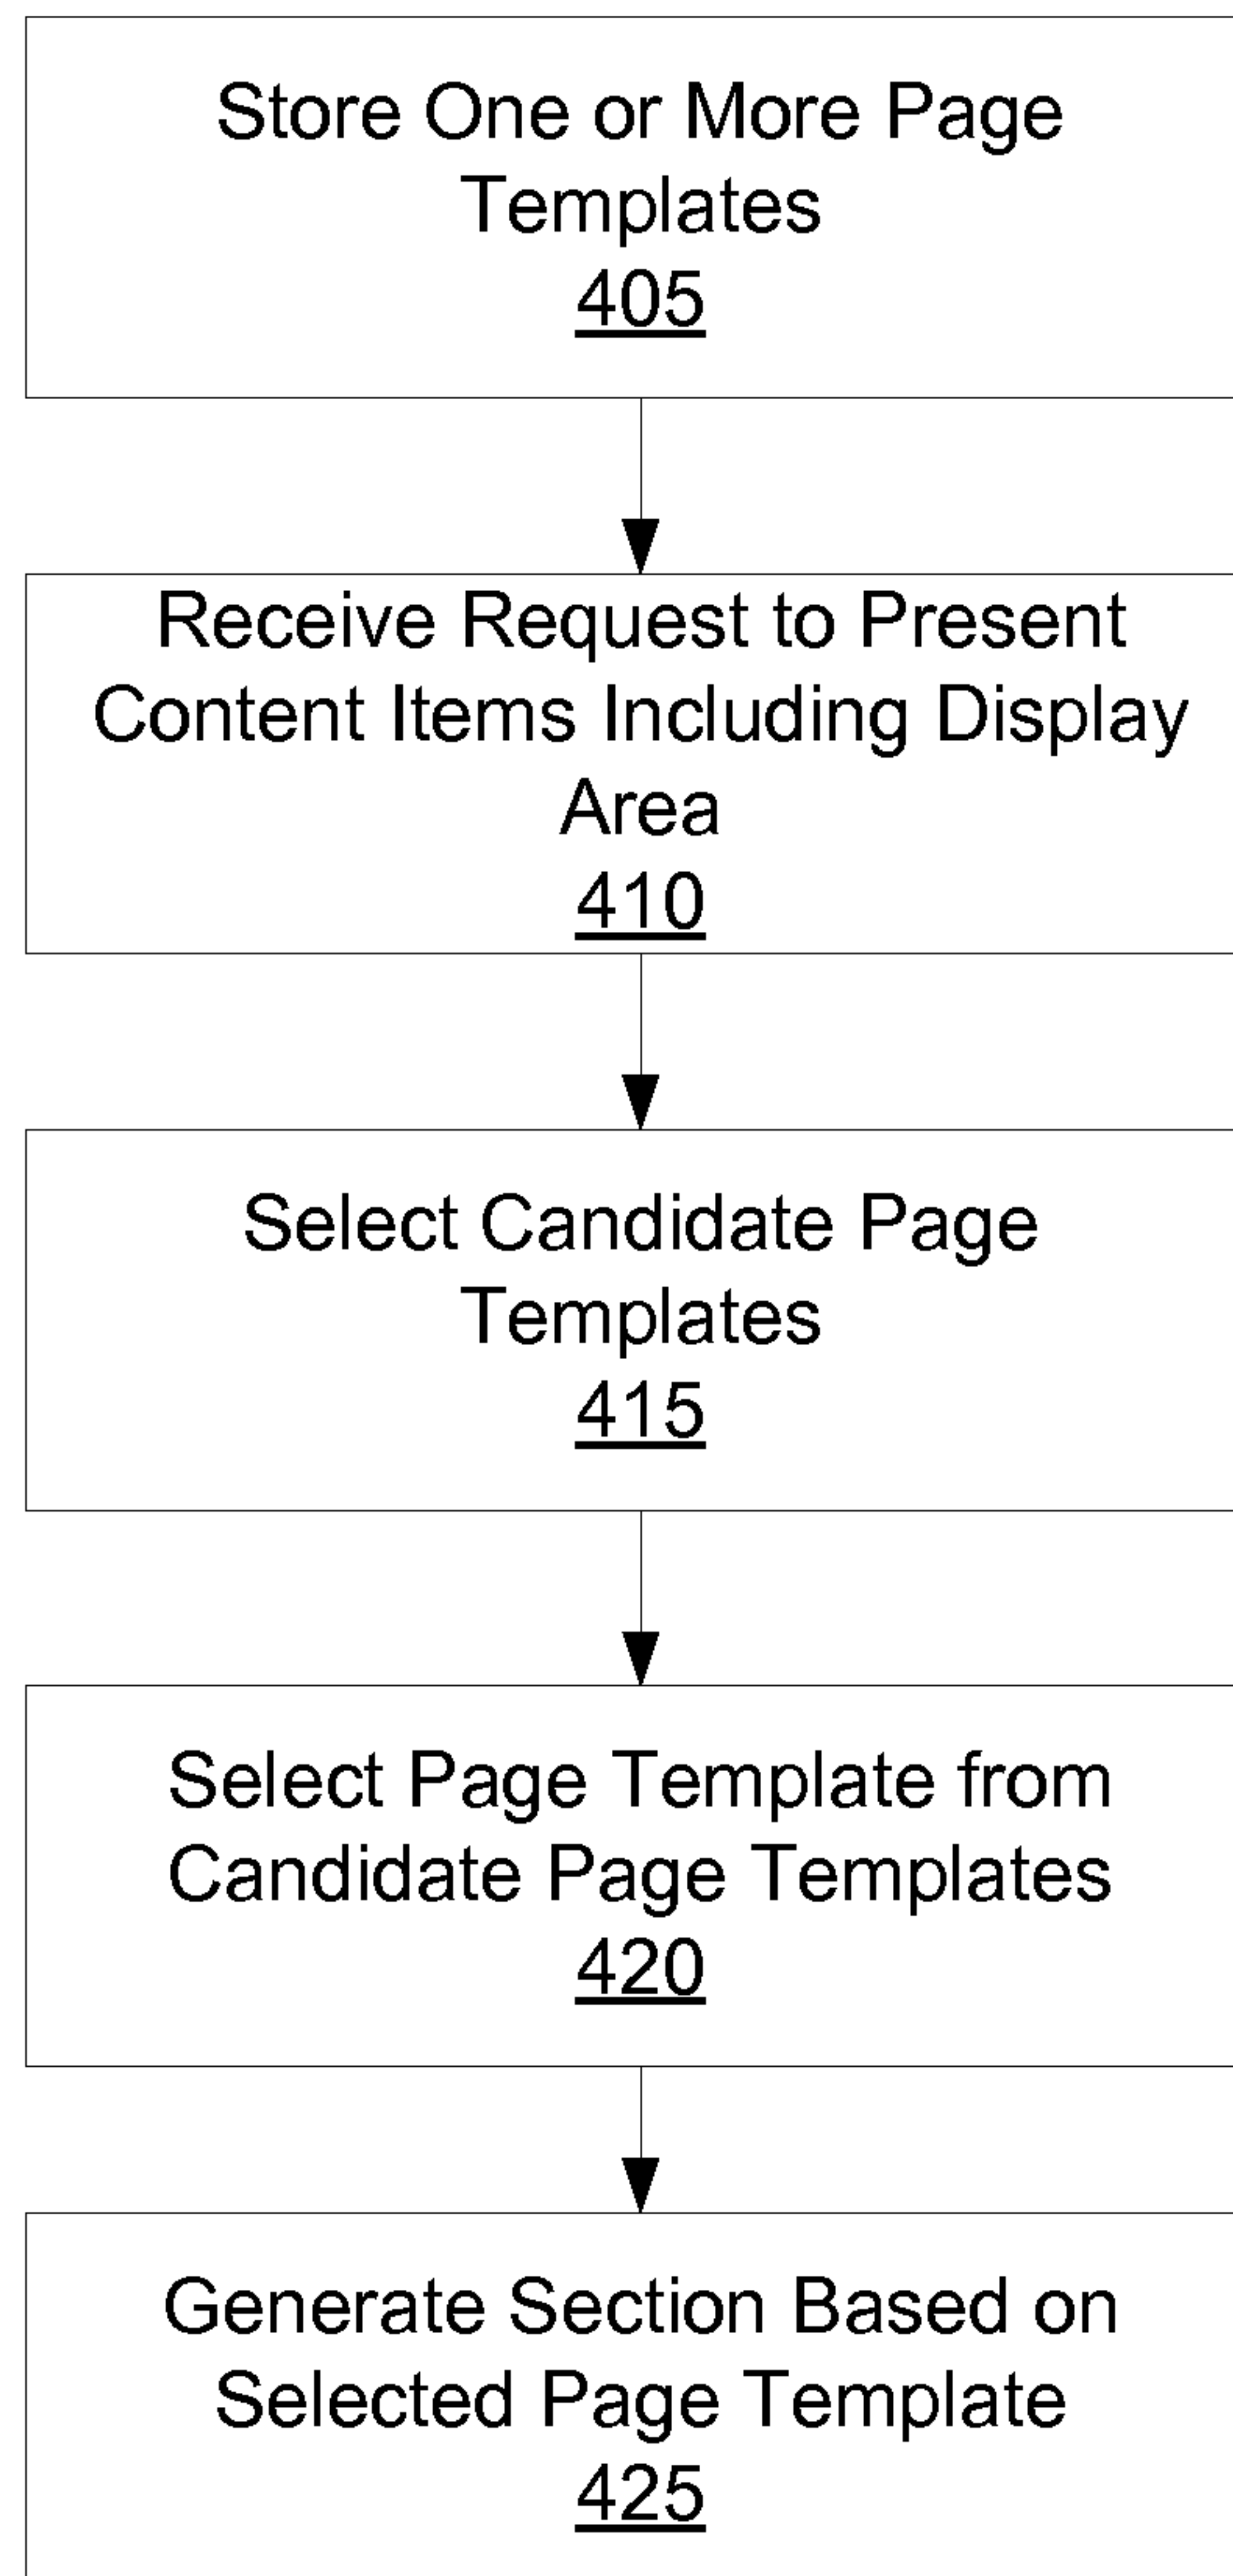 Store One or More Page
Templates
405
Receive Request to Present
Content Items Including Display
Area
410
Select Candidate Page
Templates
415
Select Page Template from
Candidate Page Templates
420
Generate Section Based on
Selected Page Template
425